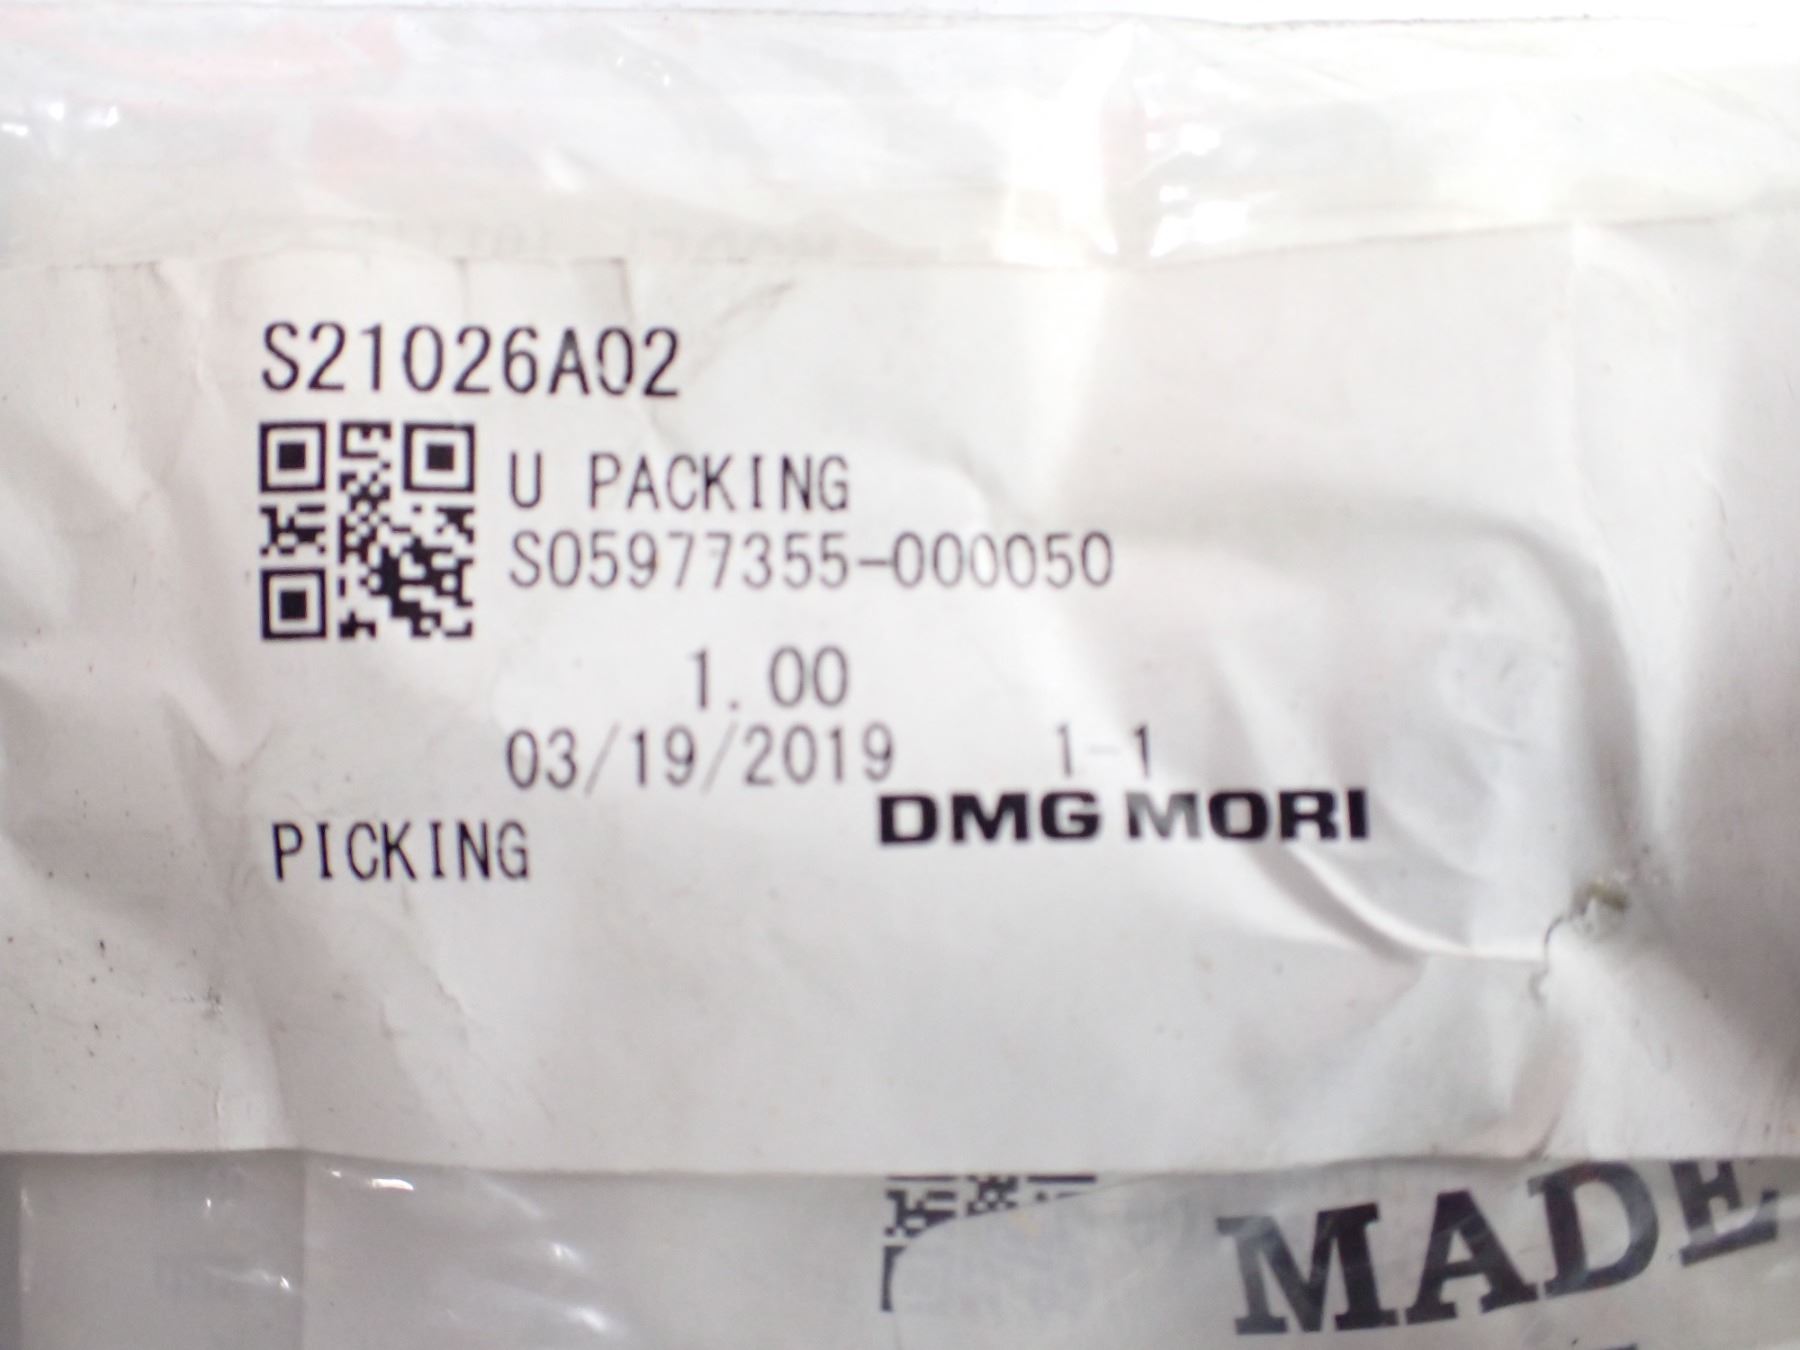 S21026A02
U PACKING
S05977355-000050
1.00
03/19/2019 1-1
DMG MORI
PICKING
MADE